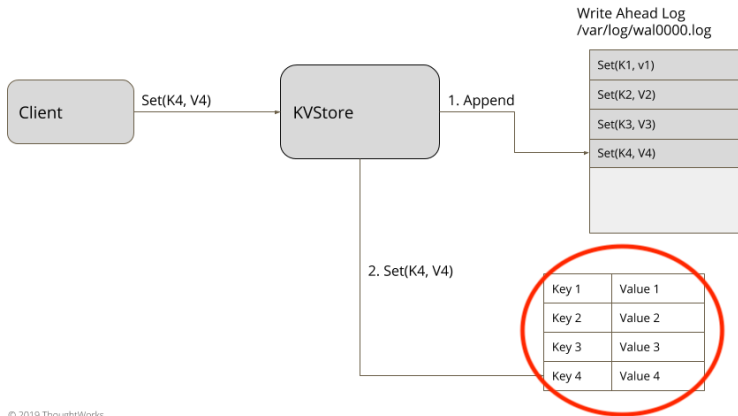 Write Ahead Log
/var/log/wal0000.log
Client
Set(K4, V4)
KVStore
1. Append
Set(K1, v1)
Set(K2, V2)
Set(K3, V3)
Set(K4, V4)
2. Set(K4, V4)
Key 1 Value 1
Key 2 Value 2
Key 3 Value 3
Key 4 Value 4
© 2019 ThoughtWorks